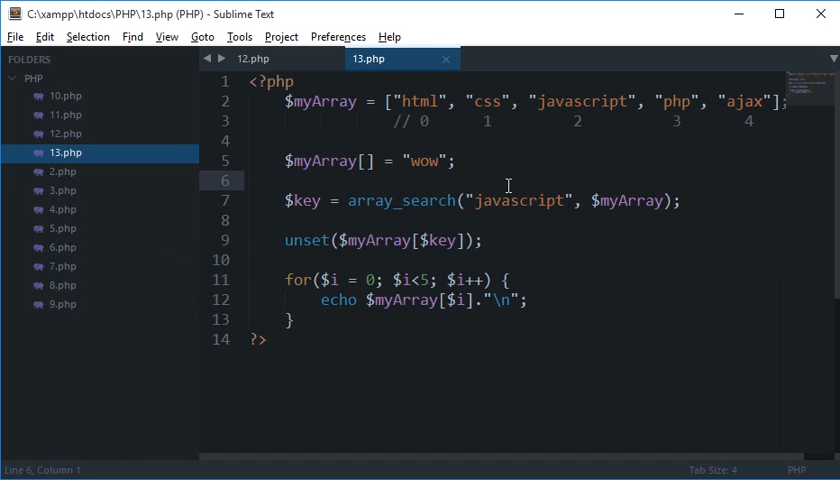 C:\xampp\htdocs\PHP\13.php (PHP) - Sublime Text
File Edit Selection Find View Goto Tools Project Preferences Help
FOLDERS
PHP
10.php
11.php
12.php
13.php
2.php
3.php
4.php
5.php
6.php
7.php
8.php
9.php
12.php 13.php
1 <?php
2 $myArray = ["html", "css", "javascript", "php", "ajax"];
3 // 0 1 2 3 4
4
5 $myArray[] = "wow";
6
7 $key = array_search("javascript", $myArray);
8
9 unset($myArray[$key]);
10
11 for($i = 0; $i<5; $i++) {
12 echo $myArray[$i]."\n";
13 }
14 ?>
Line 6, Column 1 Tab Size: 4 PHP